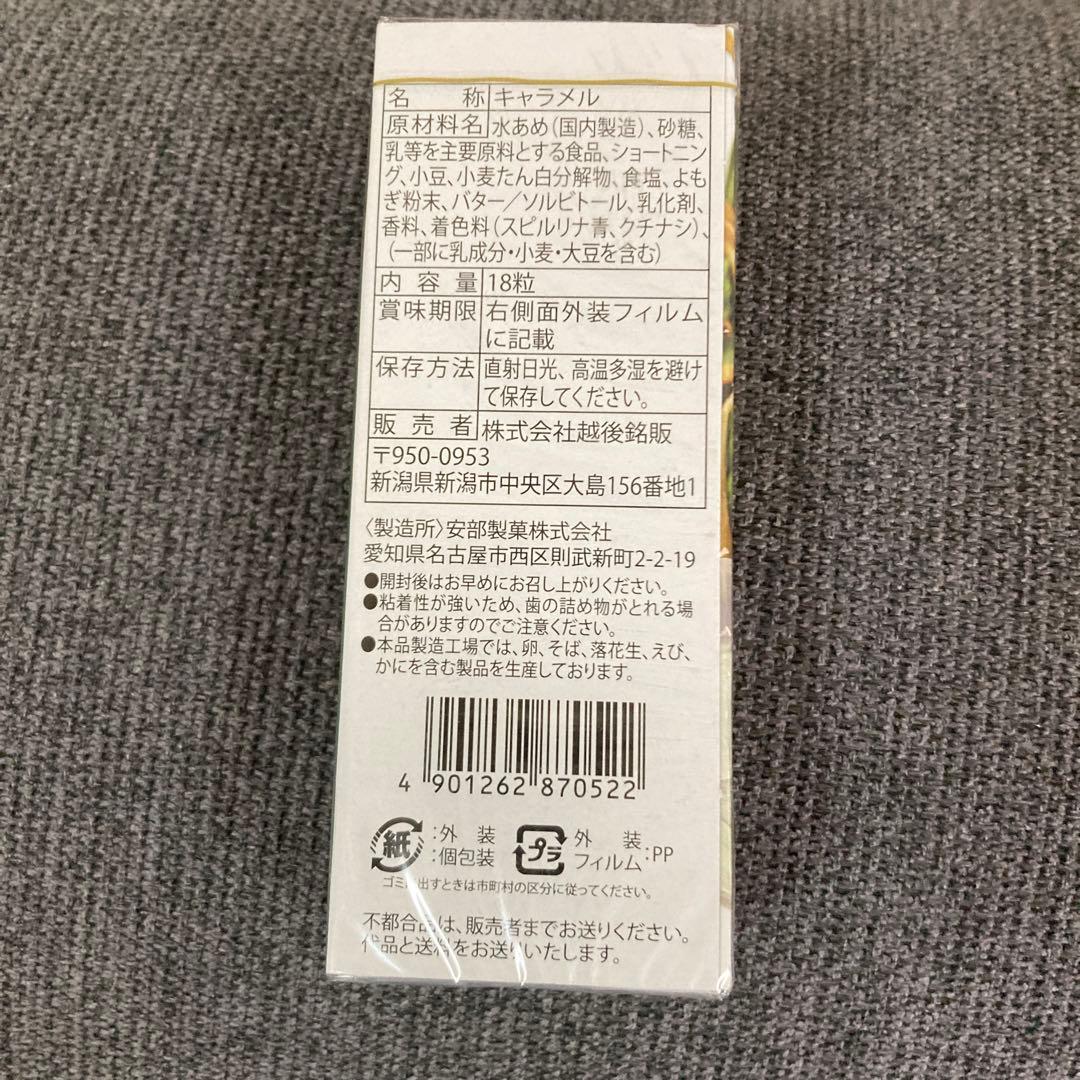 名称 キャラメル
原材料名 水あめ(国内製造)、砂糖、
乳等を主要原料とする食品、ショートニン
グ、小豆、小麦たん白分解物、食塩、よも
ぎ粉末、バター/ソルビトール、乳化剤、
香料、着色料(スピルリナ青、クチナシ)、
(一部に乳成分・小麦・大豆を含む)
内容量 18粒
賞味期限 右側面外装フィルム
に記載
保存方法 直射日光、高温多湿を避け
て保存してください。
販売者 株式会社越後銘販
〒950-0953
新潟県新潟市中央区大島156番地1
〈製造所〉安部製菓株式会社
愛知県名古屋市西区則武新町2-2-19
●開封後はお早めにお召し上がりください。
●粘着性が強いため、歯の詰め物がとれる場
合がありますのでご注意ください。
●本品製造工場では、卵、そば、落花生、えび、
かにを含む製品を生産しております。
4 901262 870522
紙 :外装
:個包装
プラ 外装
フィルム:PP
ゴミに出すときは市町村の区分に従ってください。
不都合品は、販売者までお送りください。
代品と送料をお送りいたします。